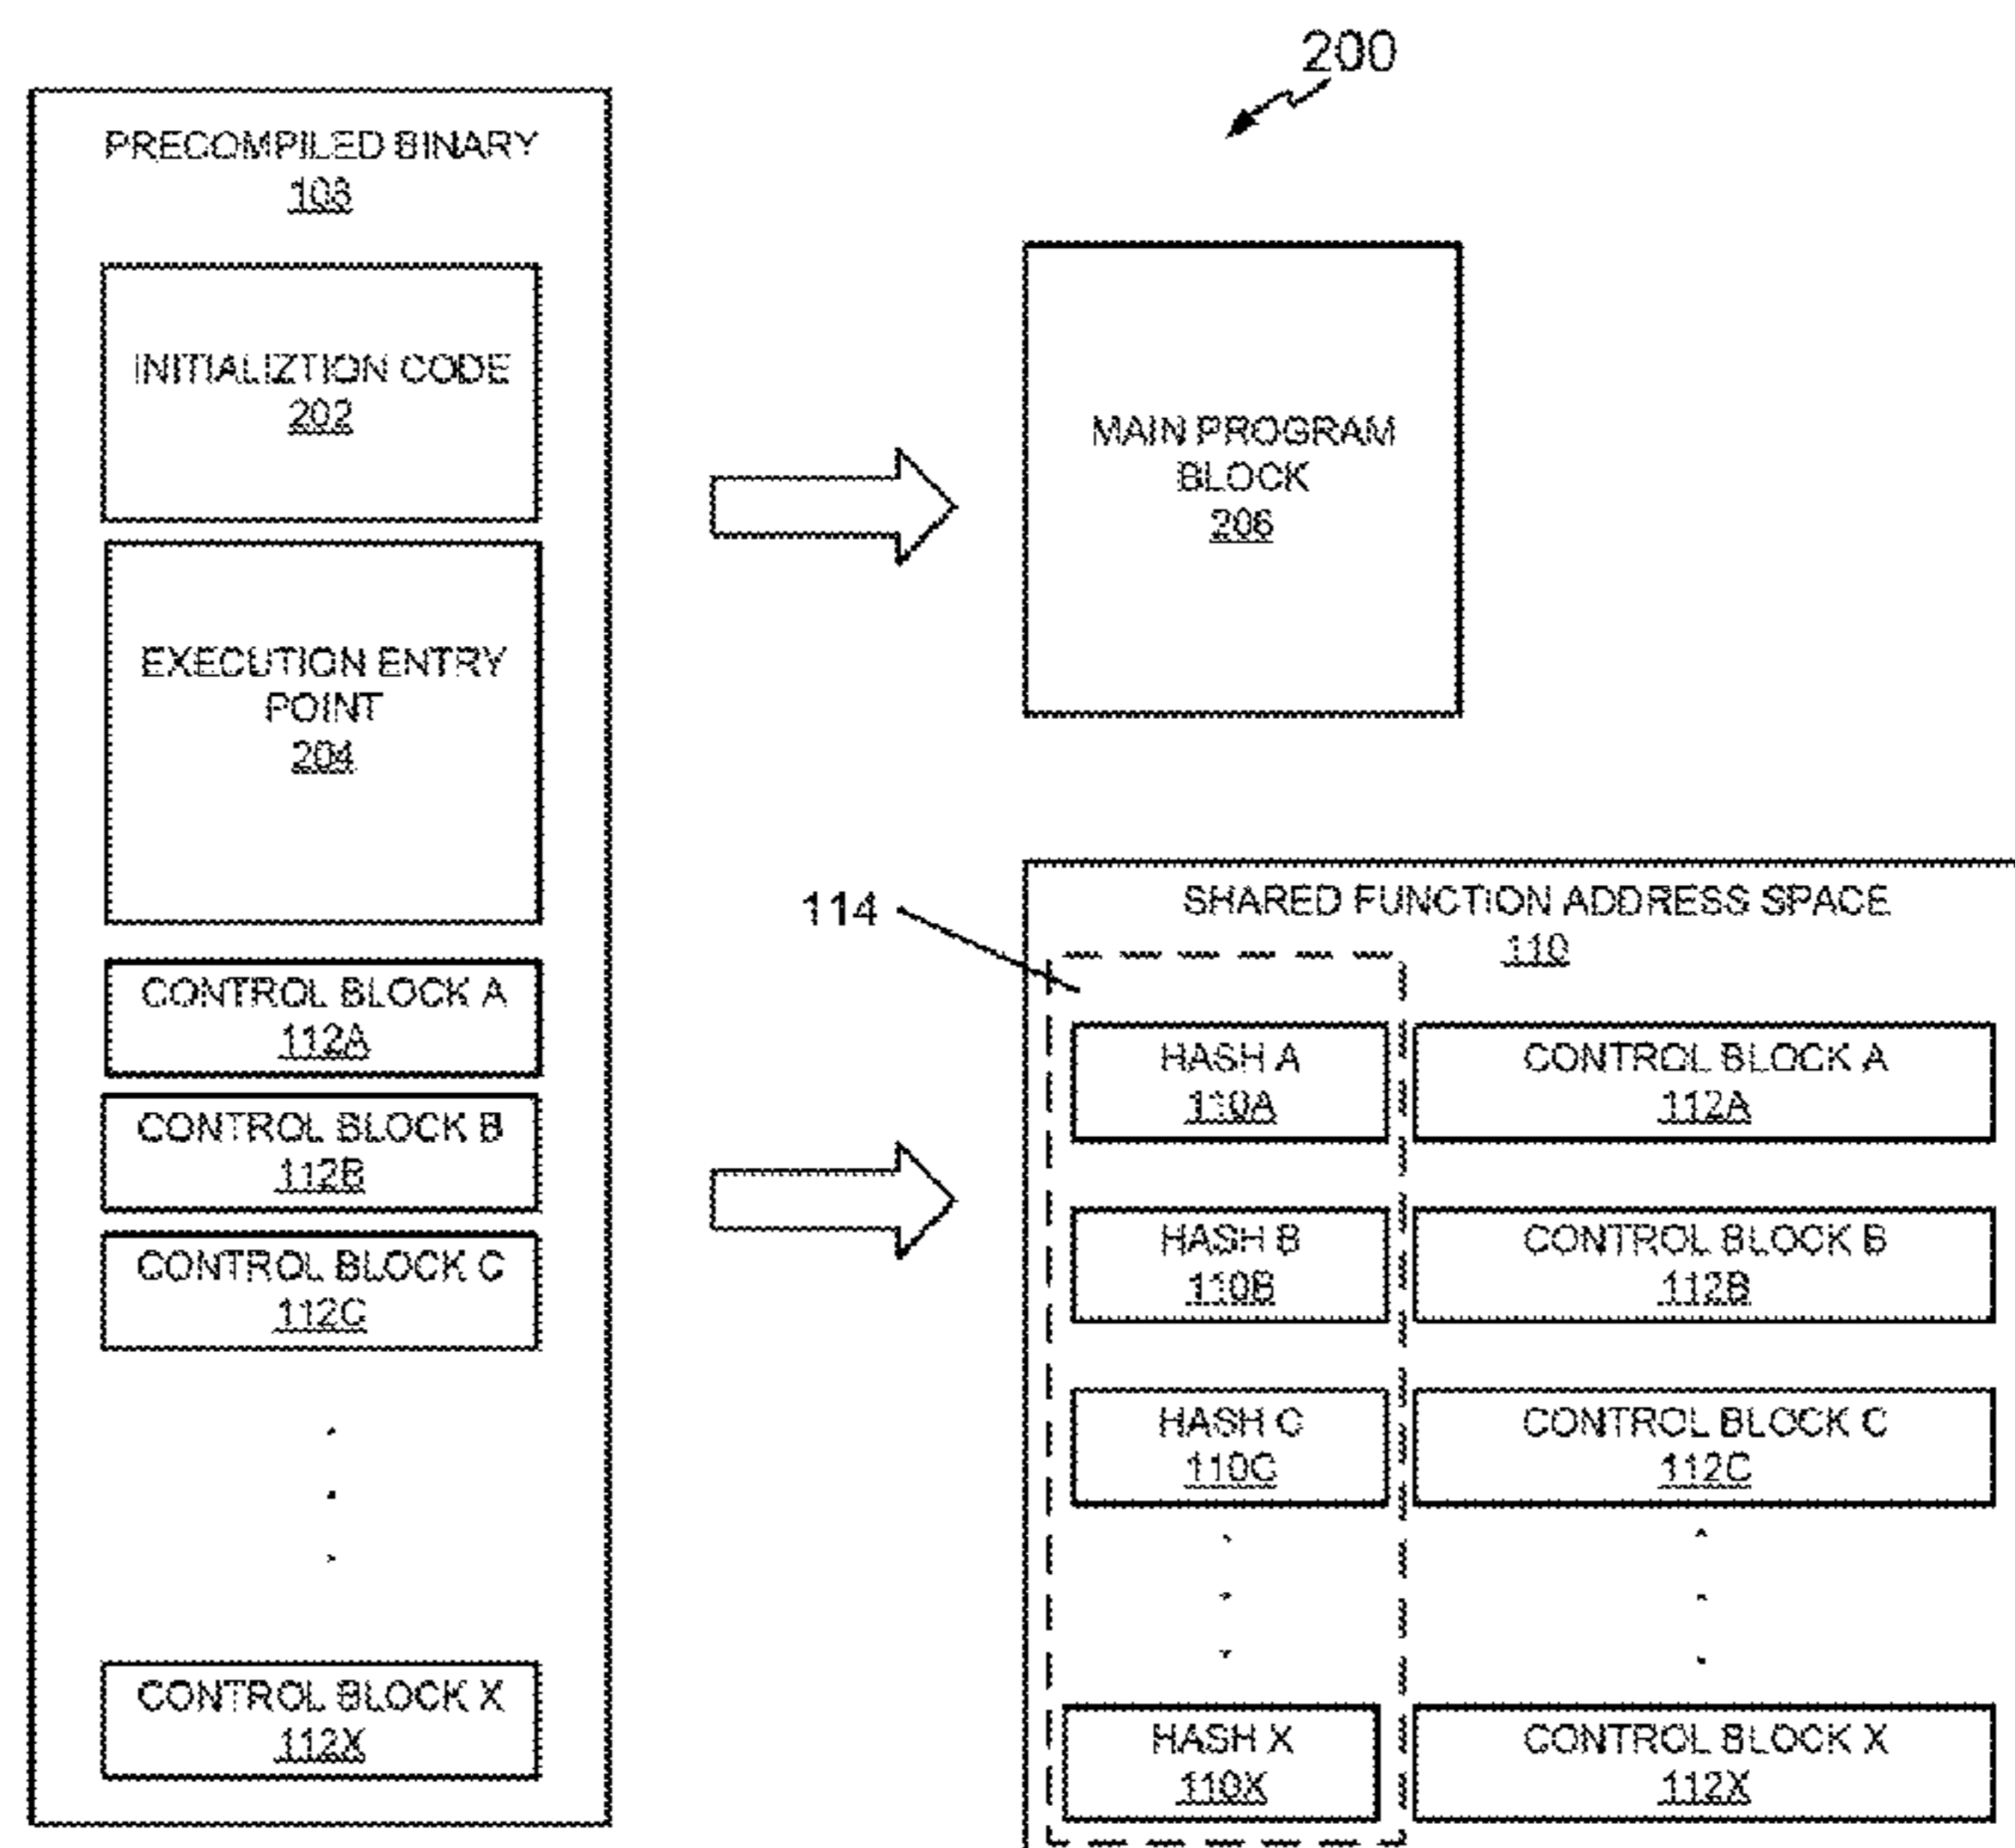 200
PRECOMPILED BINARY
108
INITIALIZTION CODE
202
EXECUTION ENTRY
POINT
204
CONTROL BLOCK A
112A
CONTROL BLOCK B
112B
CONTROL BLOCK C
112C
CONTROL BLOCK X
112X
MAIN PROGRAM
BLOCK
206
114
SHARED FUNCTION ADDRESS SPACE
110
HASH A
110A
CONTROL BLOCK A
112A
HASH B
110B
CONTROL BLOCK B
112B
HASH C
110C
CONTROL BLOCK C
112C
HASH X
110X
CONTROL BLOCK X
112X